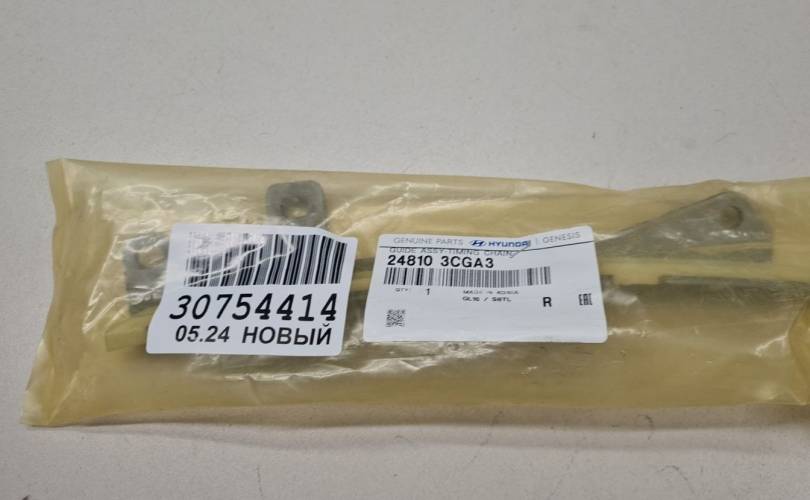 30754414
05.24 НОВЫЙ
GENUINE PARTS HYUNDAI | GENESIS
GUIDE ASSY-TIMING CHAIN
24810 3CGA3
QTY: 1 MADE IN KOREA
R EAC